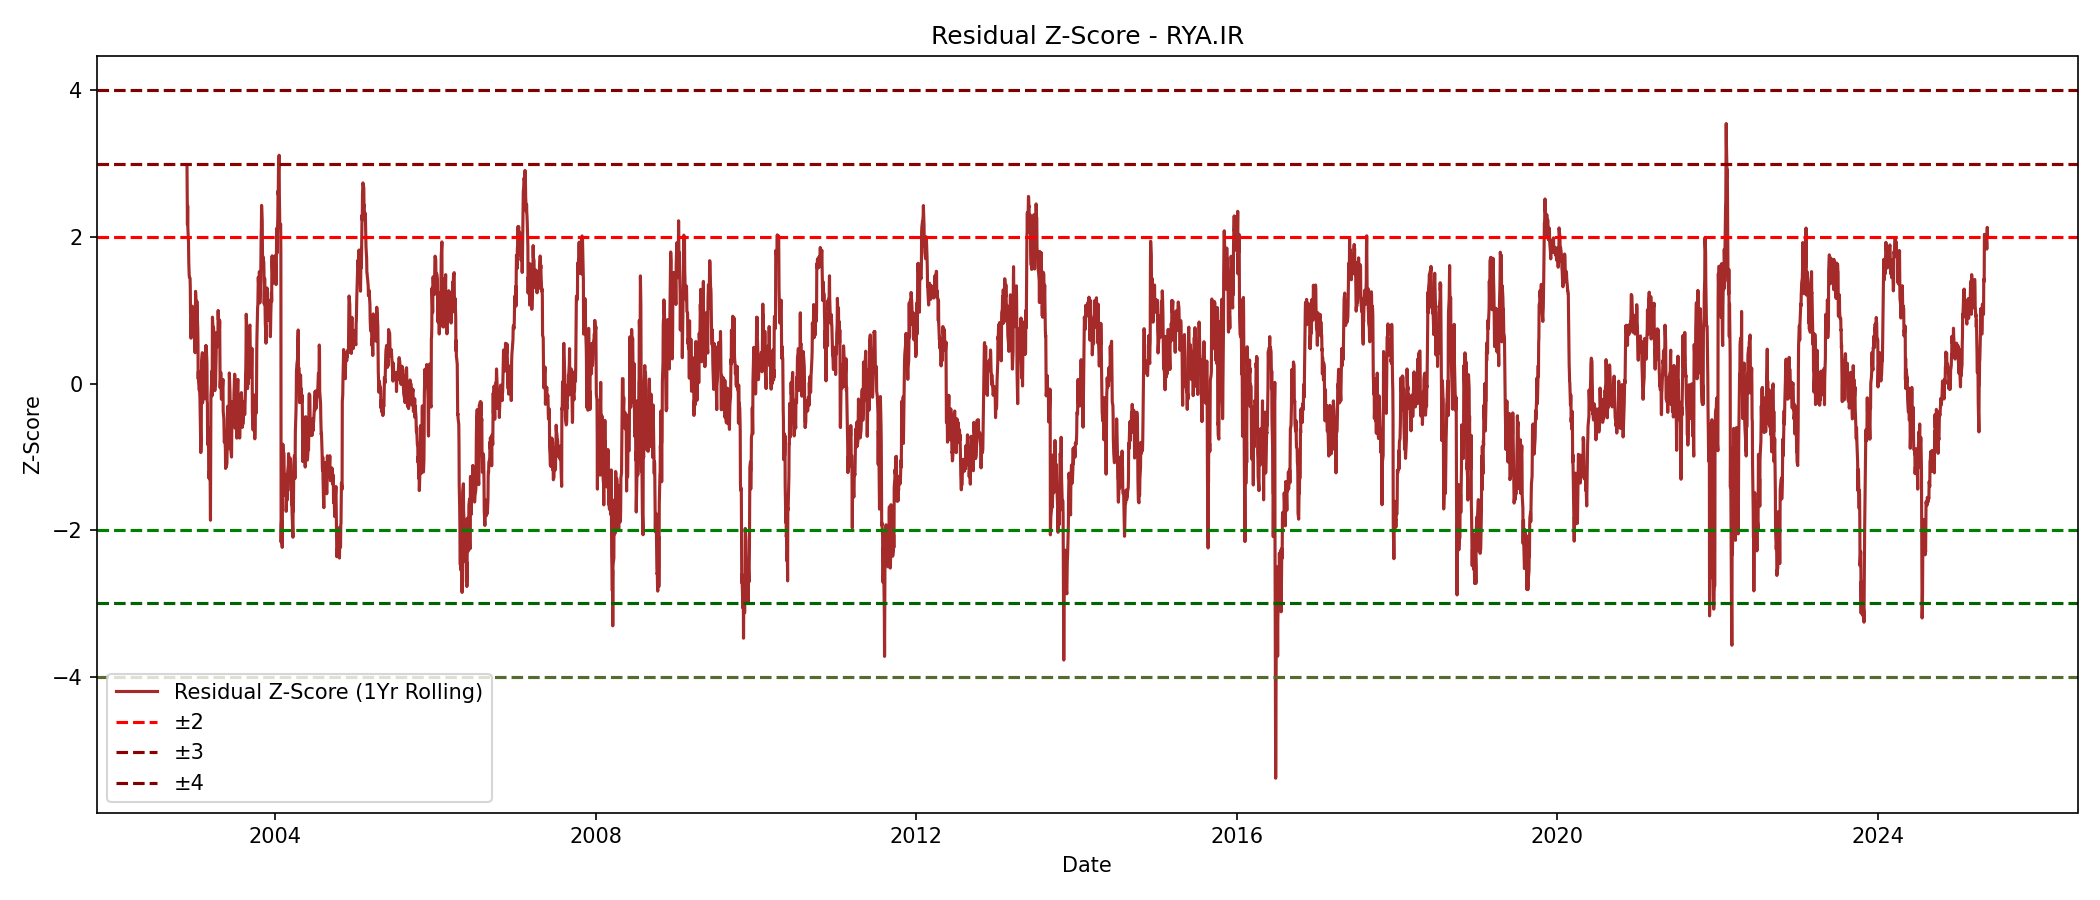 Residual Z-Score - RYA.IR
4
3
2
0
−2
−4
Z-Score
Residual Z-Score (1Yr Rolling)
±2
±3
±4
2004 2008 2012 2016 2020 2024
Date